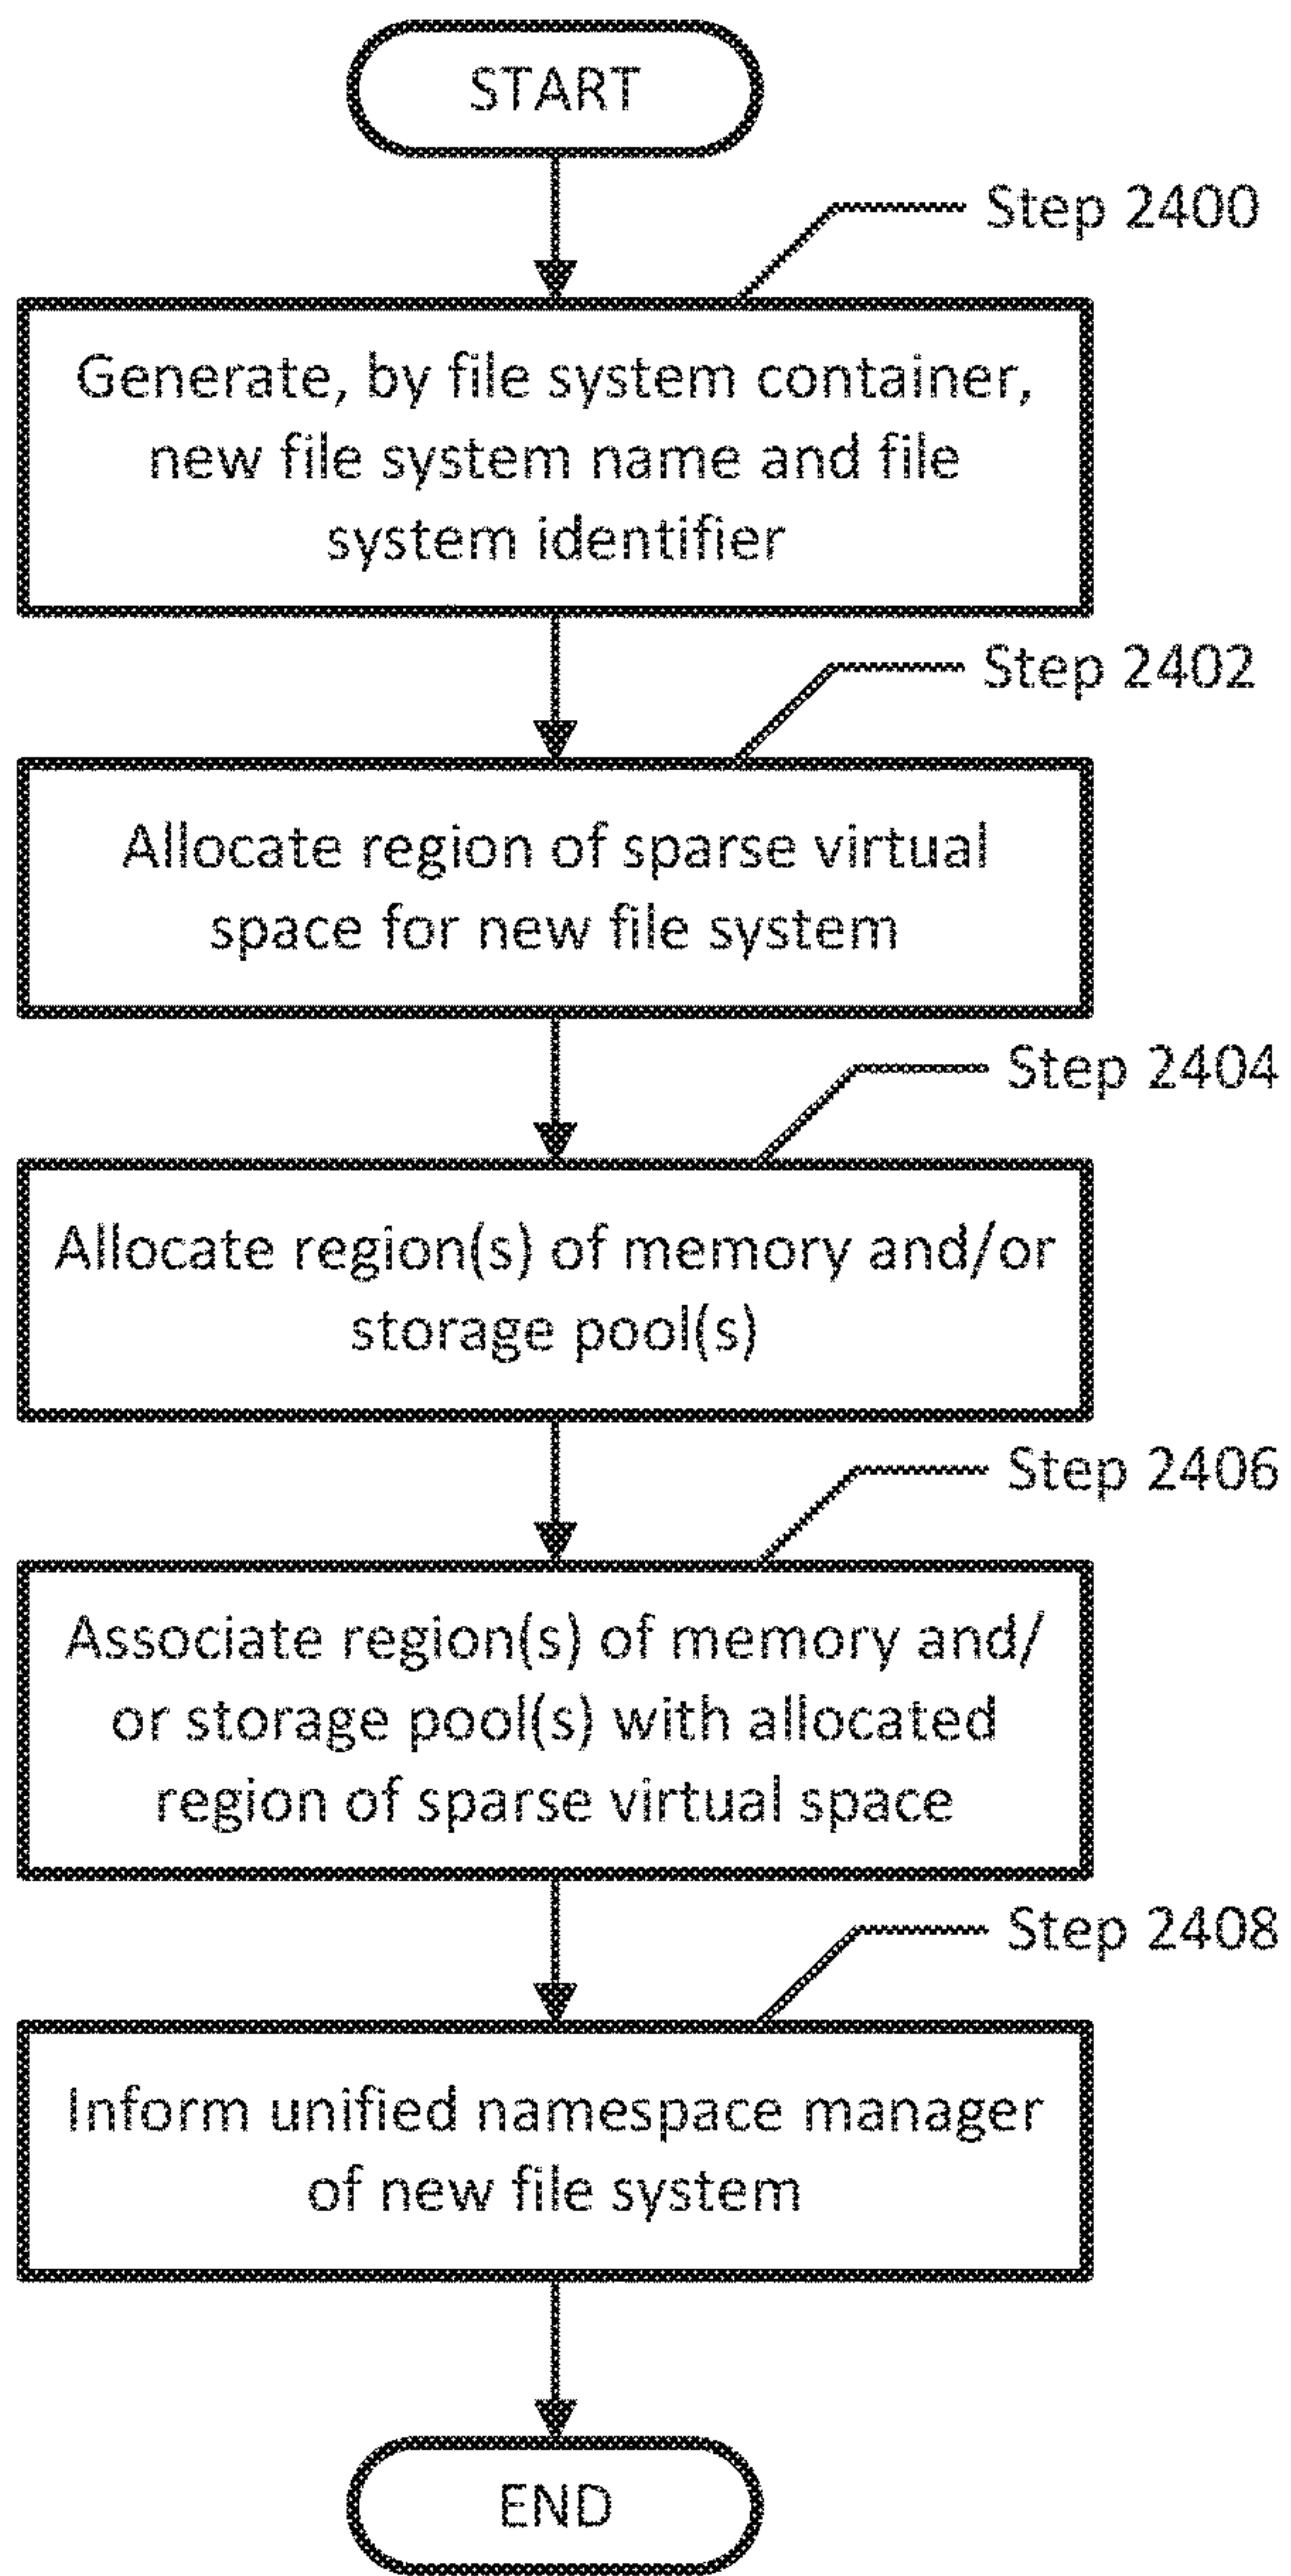 START
Step 2400
Generate, by file system container,
new file system name and file
system identifier
Step 2402
Allocate region of sparse virtual
space for new file system
Step 2404
Allocate region(s) of memory and/or
storage pool(s)
Step 2406
Associate region(s) of memory and/
or storage pool(s) with allocated
region of sparse virtual space
Step 2408
Inform unified namespace manager
of new file system
END